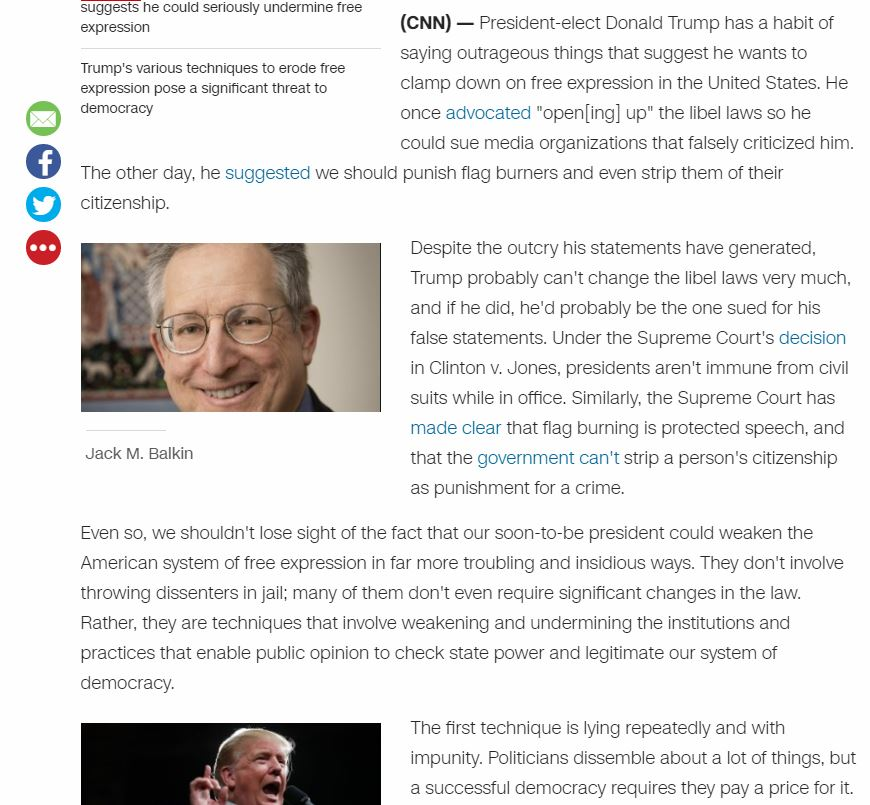 suggests he could seriously undermine free
expression
Trump's various techniques to erode free
expression pose a significant threat to
democracy
(CNN) — President-elect Donald Trump has a habit of
saying outrageous things that suggest he wants to
clamp down on free expression in the United States. He
once advocated "open[ing] up" the libel laws so he
could sue media organizations that falsely criticized him.
The other day, he suggested we should punish flag burners and even strip them of their
citizenship.
Jack M. Balkin
Despite the outcry his statements have generated,
Trump probably can't change the libel laws very much,
and if he did, he'd probably be the one sued for his
false statements. Under the Supreme Court's decision
in Clinton v. Jones, presidents aren't immune from civil
suits while in office. Similarly, the Supreme Court has
made clear that flag burning is protected speech, and
that the government can't strip a person's citizenship
as punishment for a crime.
Even so, we shouldn't lose sight of the fact that our soon-to-be president could weaken the
American system of free expression in far more troubling and insidious ways. They don't involve
throwing dissenters in jail; many of them don't even require significant changes in the law.
Rather, they are techniques that involve weakening and undermining the institutions and
practices that enable public opinion to check state power and legitimate our system of
democracy.
The first technique is lying repeatedly and with
impunity. Politicians dissemble about a lot of things, but
a successful democracy requires they pay a price for it.